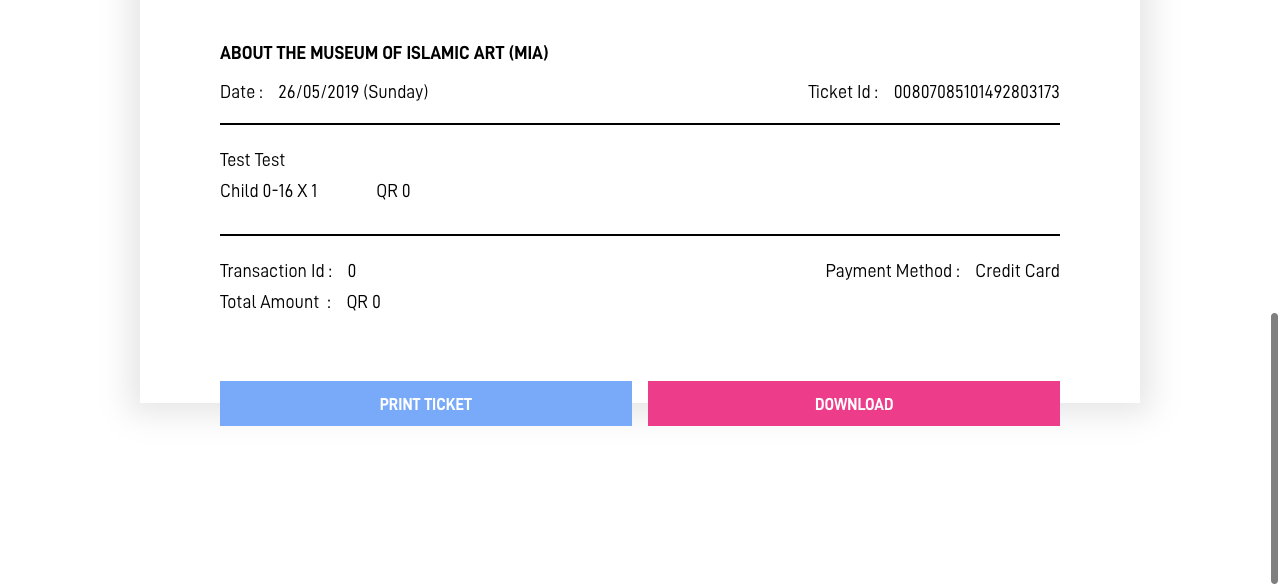 ABOUT THE MUSEUM OF ISLAMIC ART (MIA)
Date : 26/05/2019 (Sunday) Ticket Id : 00807085101492803173
Test Test
Child 0-16 X 1 QR 0
Transaction Id : 0 Payment Method : Credit Card
Total Amount : QR 0
PRINT TICKET DOWNLOAD